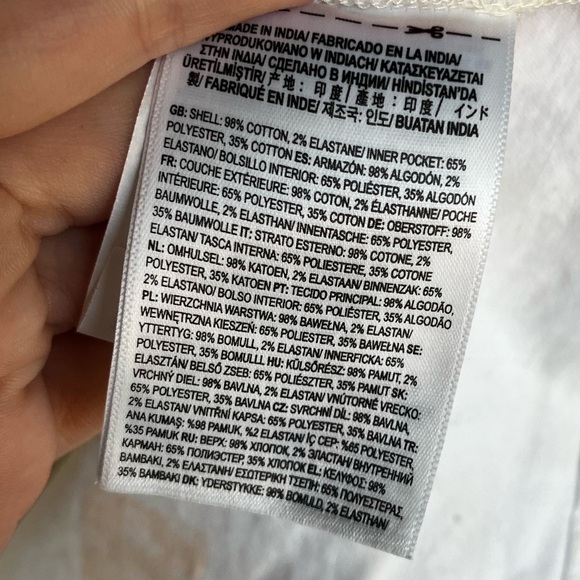 MADE IN INDIA/ FABRICADO EN LA INDIA/
WYPRODUKOWANO W INDIACH/ ΚΑΤΑΣΚΕΥΑΖΕΤΑΙ
ΣΤΗΝ ΙΝΔΙΑ/ СДЕЛАНО В ИНДИИ/ HİNDİSTAN'DA
ÜRETİLMİŞTİR/ 产地: 印度/ 產地: 印度/ インド
製/ FABRIQUÉ EN INDE/ 제조국: 인도/ BUATAN INDIA
GB: SHELL: 98% COTTON, 2% ELASTANE/ INNER POCKET: 65%
POLYESTER, 35% COTTON ES: ARMAZÓN: 98% ALGODÓN, 2%
ELASTANO/ BOLSILLO INTERIOR: 65% POLIÉSTER, 35% ALGODÓN
FR: COUCHE EXTÉRIEURE: 98% COTON, 2% ÉLASTHANNE/ POCHE
INTÉRIEURE: 65% POLYESTER, 35% COTON DE: OBERSTOFF: 98%
BAUMWOLLE, 2% ELASTHAN/ INNENTASCHE: 65% POLYESTER,
35% BAUMWOLLE IT: STRATO ESTERNO: 98% COTONE, 2%
ELASTAN/ TASCA INTERNA: 65% POLIESTERE, 35% COTONE
NL: OMHULSEL: 98% KATOEN, 2% ELASTAAN/ BINNENZAK: 65%
POLYESTER, 35% KATOEN PT: TECIDO PRINCIPAL: 98% ALGODÃO,
2% ELASTANO/ BOLSO INTERIOR: 65% POLIÉSTER, 35% ALGODÃO
PL: WIERZCHNIA WARSTWA: 98% BAWEŁNA, 2% ELASTAN/
WEWNĘTRZNA KIESZEŃ: 65% POLIESTER, 35% BAWEŁNA SE:
YTTERTYG: 98% BOMULL, 2% ELASTAN/ INNERFICKA: 65%
POLYESTER, 35% BOMULLL HU: KÜLSŐRÉSZ: 98% PAMUT, 2%
ELASZTÁN/ BELSŐ ZSEB: 65% POLIÉSZTER, 35% PAMUT SK:
VRCHNÝ DIEL: 98% BAVLNA, 2% ELASTAN/ VNÚTORNÉ VRECKO:
65% POLYESTER, 35% BAVLNA CZ: SVRCHNÍ DÍL: 98% BAVLNA,
2% ELASTAN/ VNITŘNÍ KAPSA: 65% POLYESTER, 35% BAVLNA TR:
ANA KUMAŞ: %98 PAMUK, %2 ELASTAN/ İÇ CEP: %65 POLYESTER,
%35 PAMUK RU: ВЕРХ: 98% ХЛОПОК, 2% ЭЛАСТАН/ ВНУТРЕННИЙ
КАРМАН: 65% ПОЛИЭСТЕР, 35% ХЛОПОК EL: ΚΕΛΥΦΟΣ: 98%
ΒΑΜΒΑΚΙ, 2% ΕΛΑΣΤΑΝΗ/ ΕΣΩΤΕΡΙΚΗ ΤΣΕΠΗ: 65% ΠΟΛΥΕΣΤΕΡΑΣ,
35% ΒΑΜΒΑΚΙ DK: YDERSTYKKE: 98% BOMULD, 2% ELASTAN/